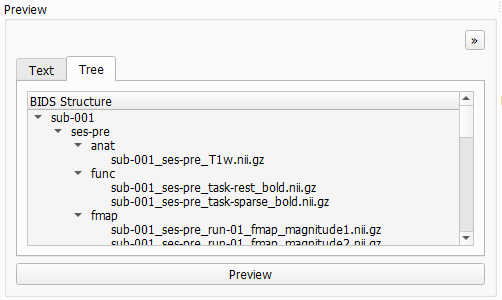 Preview
»
Text Tree
BIDS Structure
sub-001
ses-pre
anat
sub-001_ses-pre_T1w.nii.gz
func
sub-001_ses-pre_task-rest_bold.nii.gz
sub-001_ses-pre_task-sparse_bold.nii.gz
fmap
sub-001_ses-pre_run-01_fmap_magnitude1.nii.gz
sub-001_ses-pre_run-01_fmap_magnitude2.nii.gz
Preview